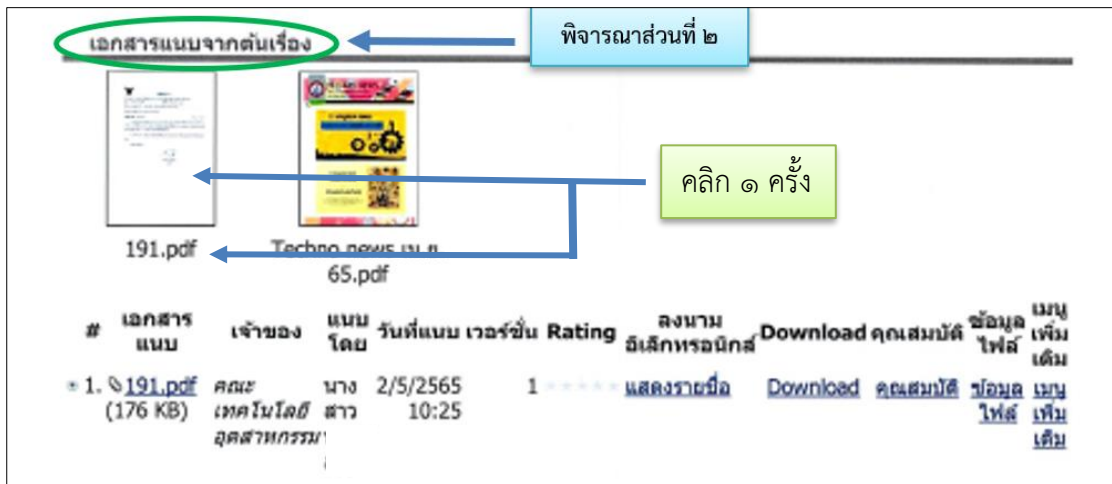 เอกสารแนบจากต้นเรื่อง
พิจารณาส่วนที่ ๒
คลิก ๑ ครั้ง
191.pdf
Techno news เม.ย
65.pdf
# เอกสารแนบ เจ้าของ แนบโดย วันที่แนบ เวอร์ชั่น Rating ลงนามอิเล็กทรอนิกส์ Download คุณสมบัติ ข้อมูลไฟล์ เมนูเพิ่มเติม
1. 191.pdf คณะ นาง 2/5/2565 1 แสดงรายชื่อ Download คุณสมบัติ ข้อมูล เมนู
(176 KB) เทคโนโลยี สาว 10:25 ไฟล์ เพิ่ม
อุตสาหกรรม เติม